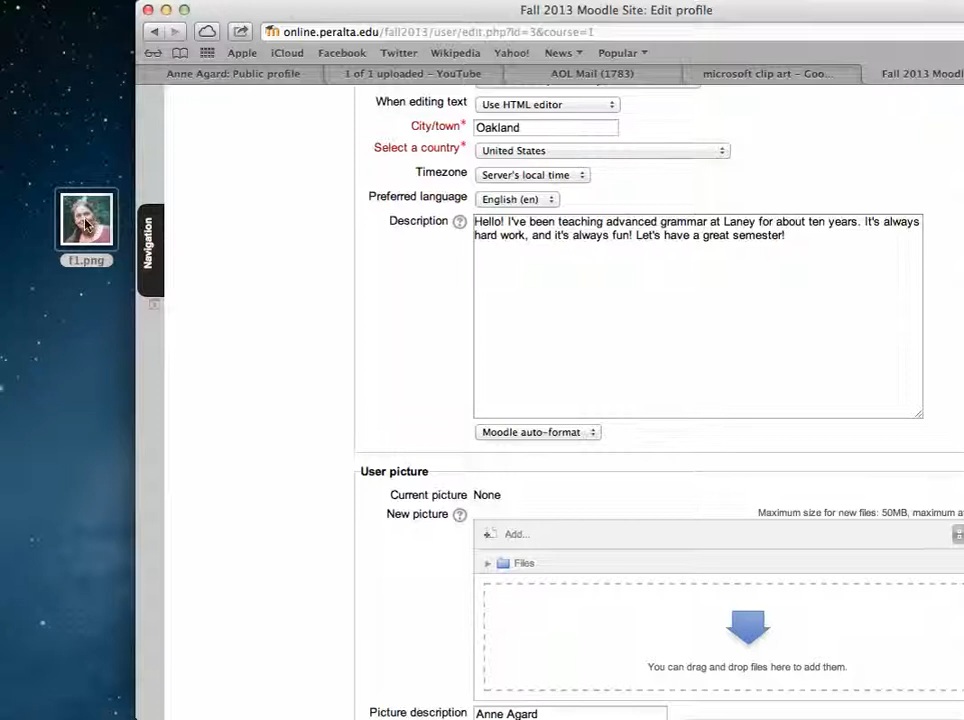 Fall 2013 Moodle Site: Edit profile
online.peralta.edu/fall2013/user/edit.php?id=3&course=1
Apple iCloud Facebook Twitter Wikipedia Yahoo! News Popular
Anne Agard: Public profile 1 of 1 uploaded – YouTube AOL Mail (1783) microsoft clip art – Goo... Fall 2013 Moodl
When editing text Use HTML editor
City/town* Oakland
Select a country* United States
Timezone Server's local time
Preferred language English (en)
Description ? Hello! I've been teaching advanced grammar at Laney for about ten years. It's always
hard work, and it's always fun! Let's have a great semester!
f1.png
Navigation
Moodle auto-format
User picture
Current picture None
New picture ? Maximum size for new files: 50MB, maximum at
Add...
Files
You can drag and drop files here to add them.
Picture description Anne Agard